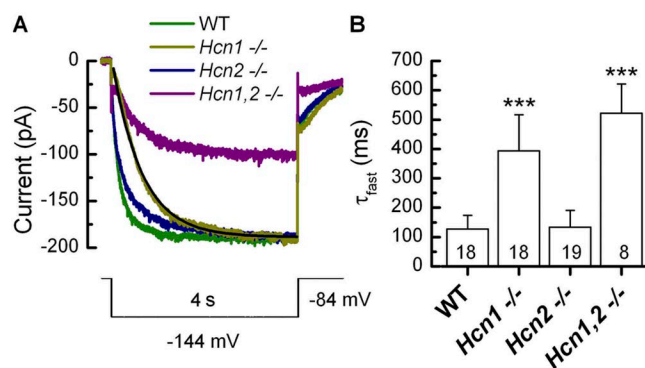 A
WT
Hcn1 -/-
Hcn2 -/-
Hcn1,2 -/-
Current (pA)
0
-50
-100
-150
-200
4 s
-84 mV
-144 mV
B
τfast (ms)
700
600
500
400
300
200
100
0
***
***
18
18
19
8
WT
Hcn1 -/-
Hcn2 -/-
Hcn1,2 -/-